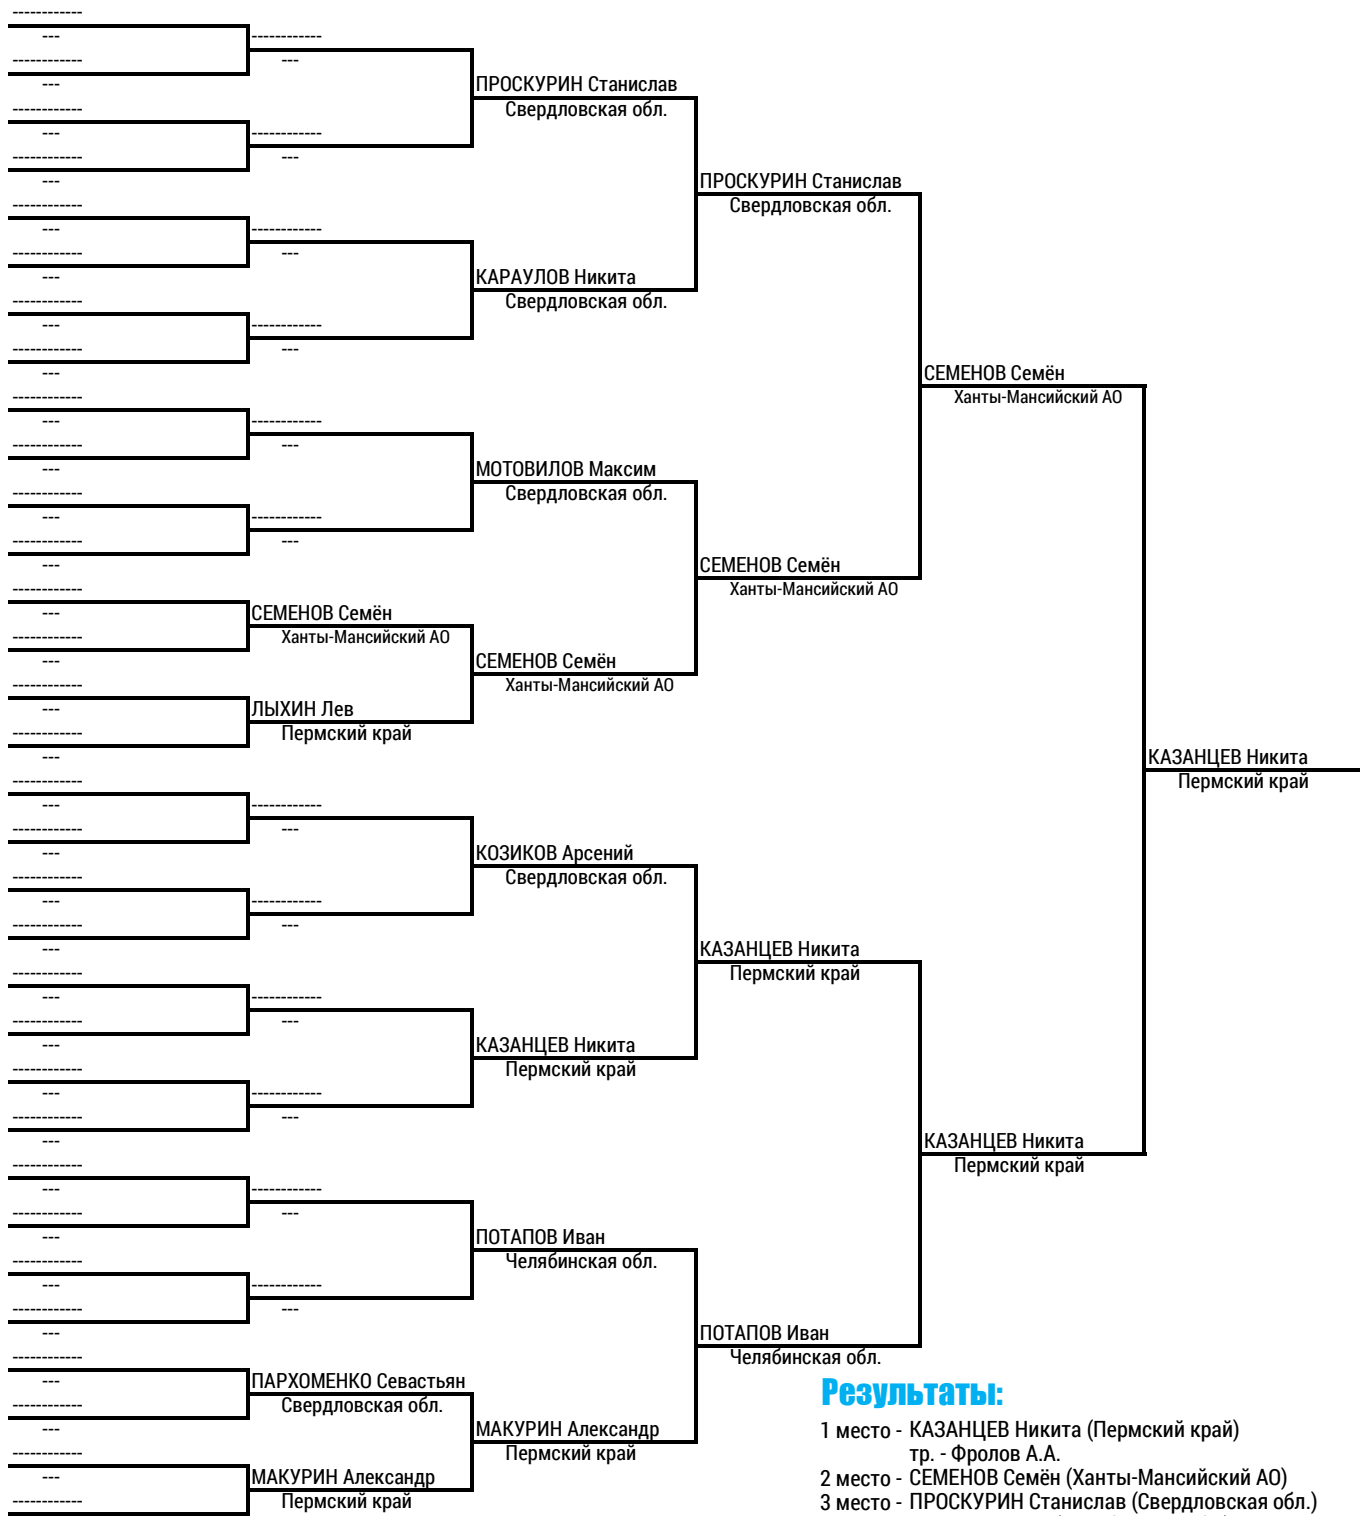 ПРОСКУРИН Станислав
Свердловская обл.
ПРОСКУРИН Станислав
Свердловская обл.
КАРАУЛОВ Никита
Свердловская обл.
СЕМЕНОВ Семён
Ханты-Мансийский АО
МОТОВИЛОВ Максим
Свердловская обл.
СЕМЕНОВ Семён
Ханты-Мансийский АО
СЕМЕНОВ Семён
Ханты-Мансийский АО
СЕМЕНОВ Семён
Ханты-Мансийский АО
ЛЫХИН Лев
Пермский край
КАЗАНЦЕВ Никита
Пермский край
КОЗИКОВ Арсений
Свердловская обл.
КАЗАНЦЕВ Никита
Пермский край
КАЗАНЦЕВ Никита
Пермский край
КАЗАНЦЕВ Никита
Пермский край
ПОТАПОВ Иван
Челябинская обл.
ПОТАПОВ Иван
Челябинская обл.
ПАРХОМЕНКО Севастьян
Свердловская обл.
МАКУРИН Александр
Пермский край
МАКУРИН Александр
Пермский край
Результаты:
1 место - КАЗАНЦЕВ Никита (Пермский край)
тр. - Фролов А.А.
2 место - СЕМЕНОВ Семён (Ханты-Мансийский АО)
3 место - ПРОСКУРИН Станислав (Свердловская обл.)